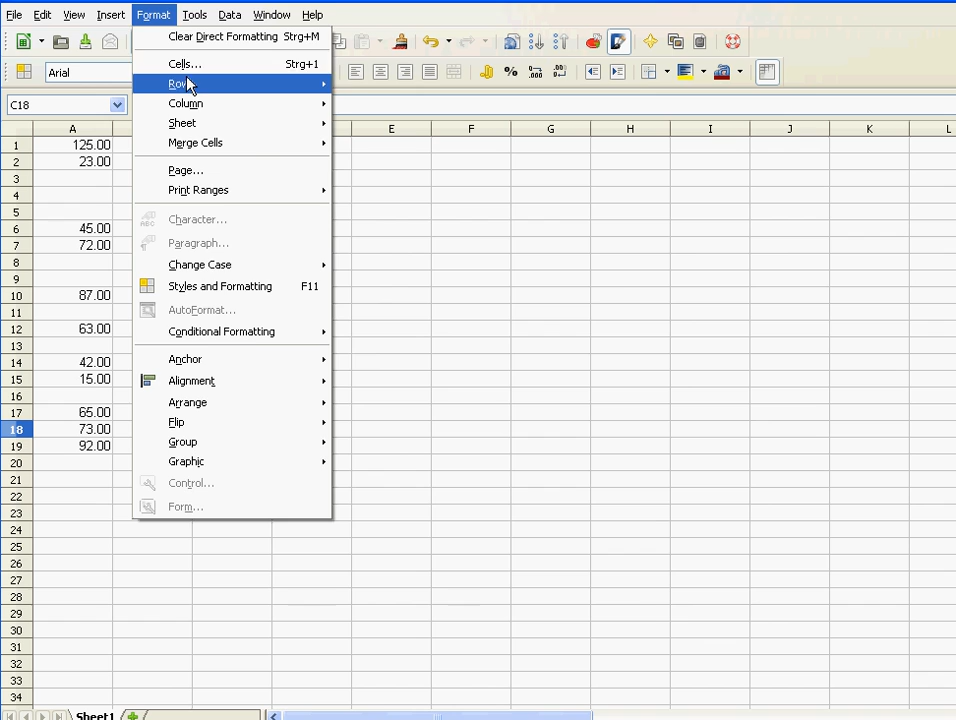 File Edit View Insert Format Tools Data Window Help
Clear Direct Formatting Strg+M
Arial
Cells... Strg+1
C18
Row
Column
Sheet
Merge Cells
Page...
Print Ranges
Character...
Paragraph...
Change Case
Styles and Formatting F11
AutoFormat...
Conditional Formatting
Anchor
Alignment
Arrange
Flip
Group
Graphic
Control...
Form...
A E F G H I J K L
1 125.00
2 23.00
3
4
5
6 45.00
7 72.00
8
9
10 87.00
11
12 63.00
13
14 42.00
15 15.00
16
17 65.00
18 73.00
19 92.00
20
21
22
23
24
25
26
27
28
29
30
31
32
33
34
Sheet1